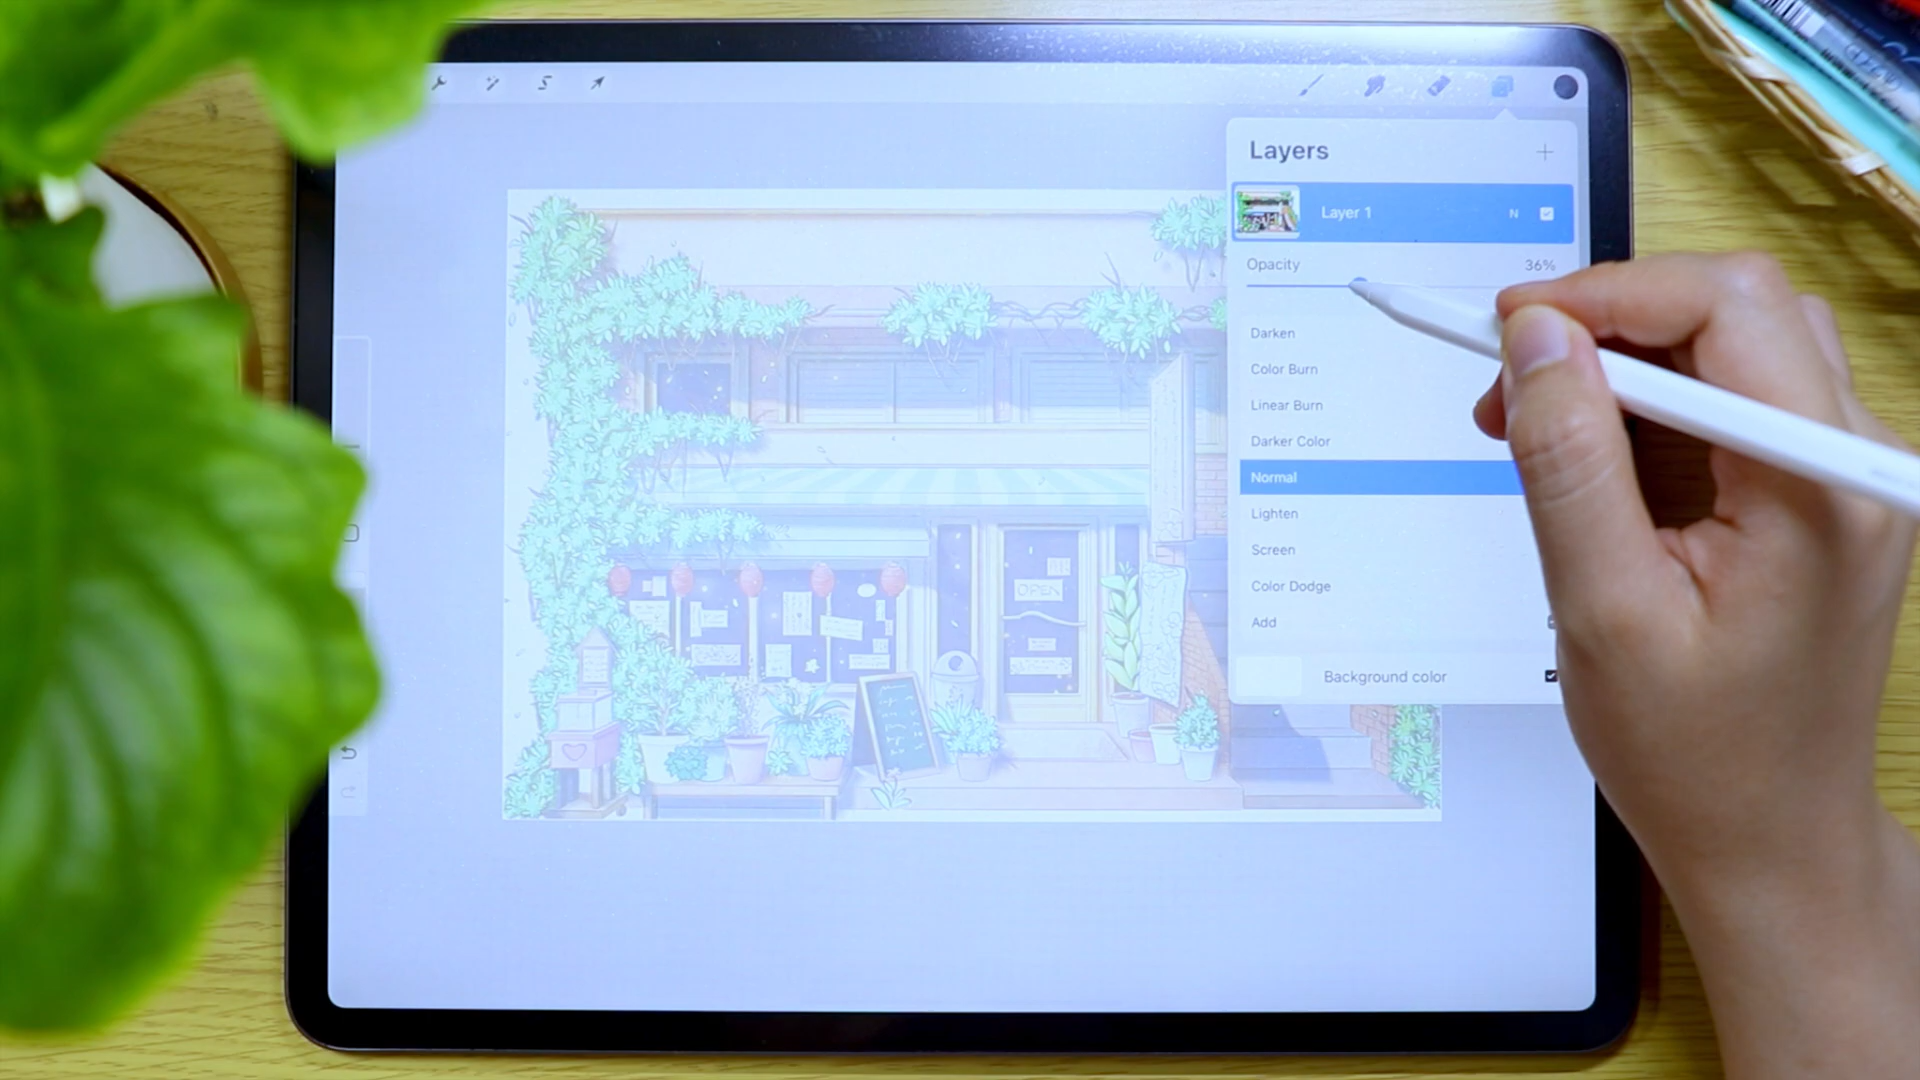 Layers
Layer 1 N
Opacity 36%
Darken
Color Burn
Linear Burn
Darker Color
Normal
Lighten
Screen
Color Dodge
Add
Background color
OPEN